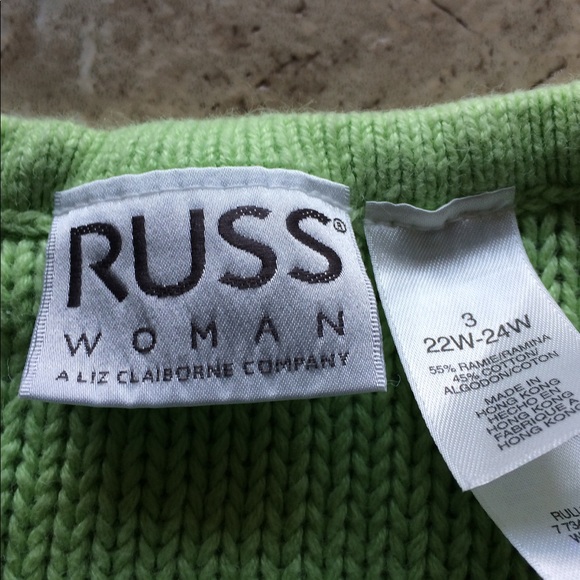 RUSS®
WOMAN
A LIZ CLAIBORNE COMPANY
3
22W-24W
55% RAMIE/RAMINA
45% COTTON/
ALGODON/COTON
MADE IN
HONG KONG
HECHO EN
HONG KONG
FABRIQUE A
HONG KONG